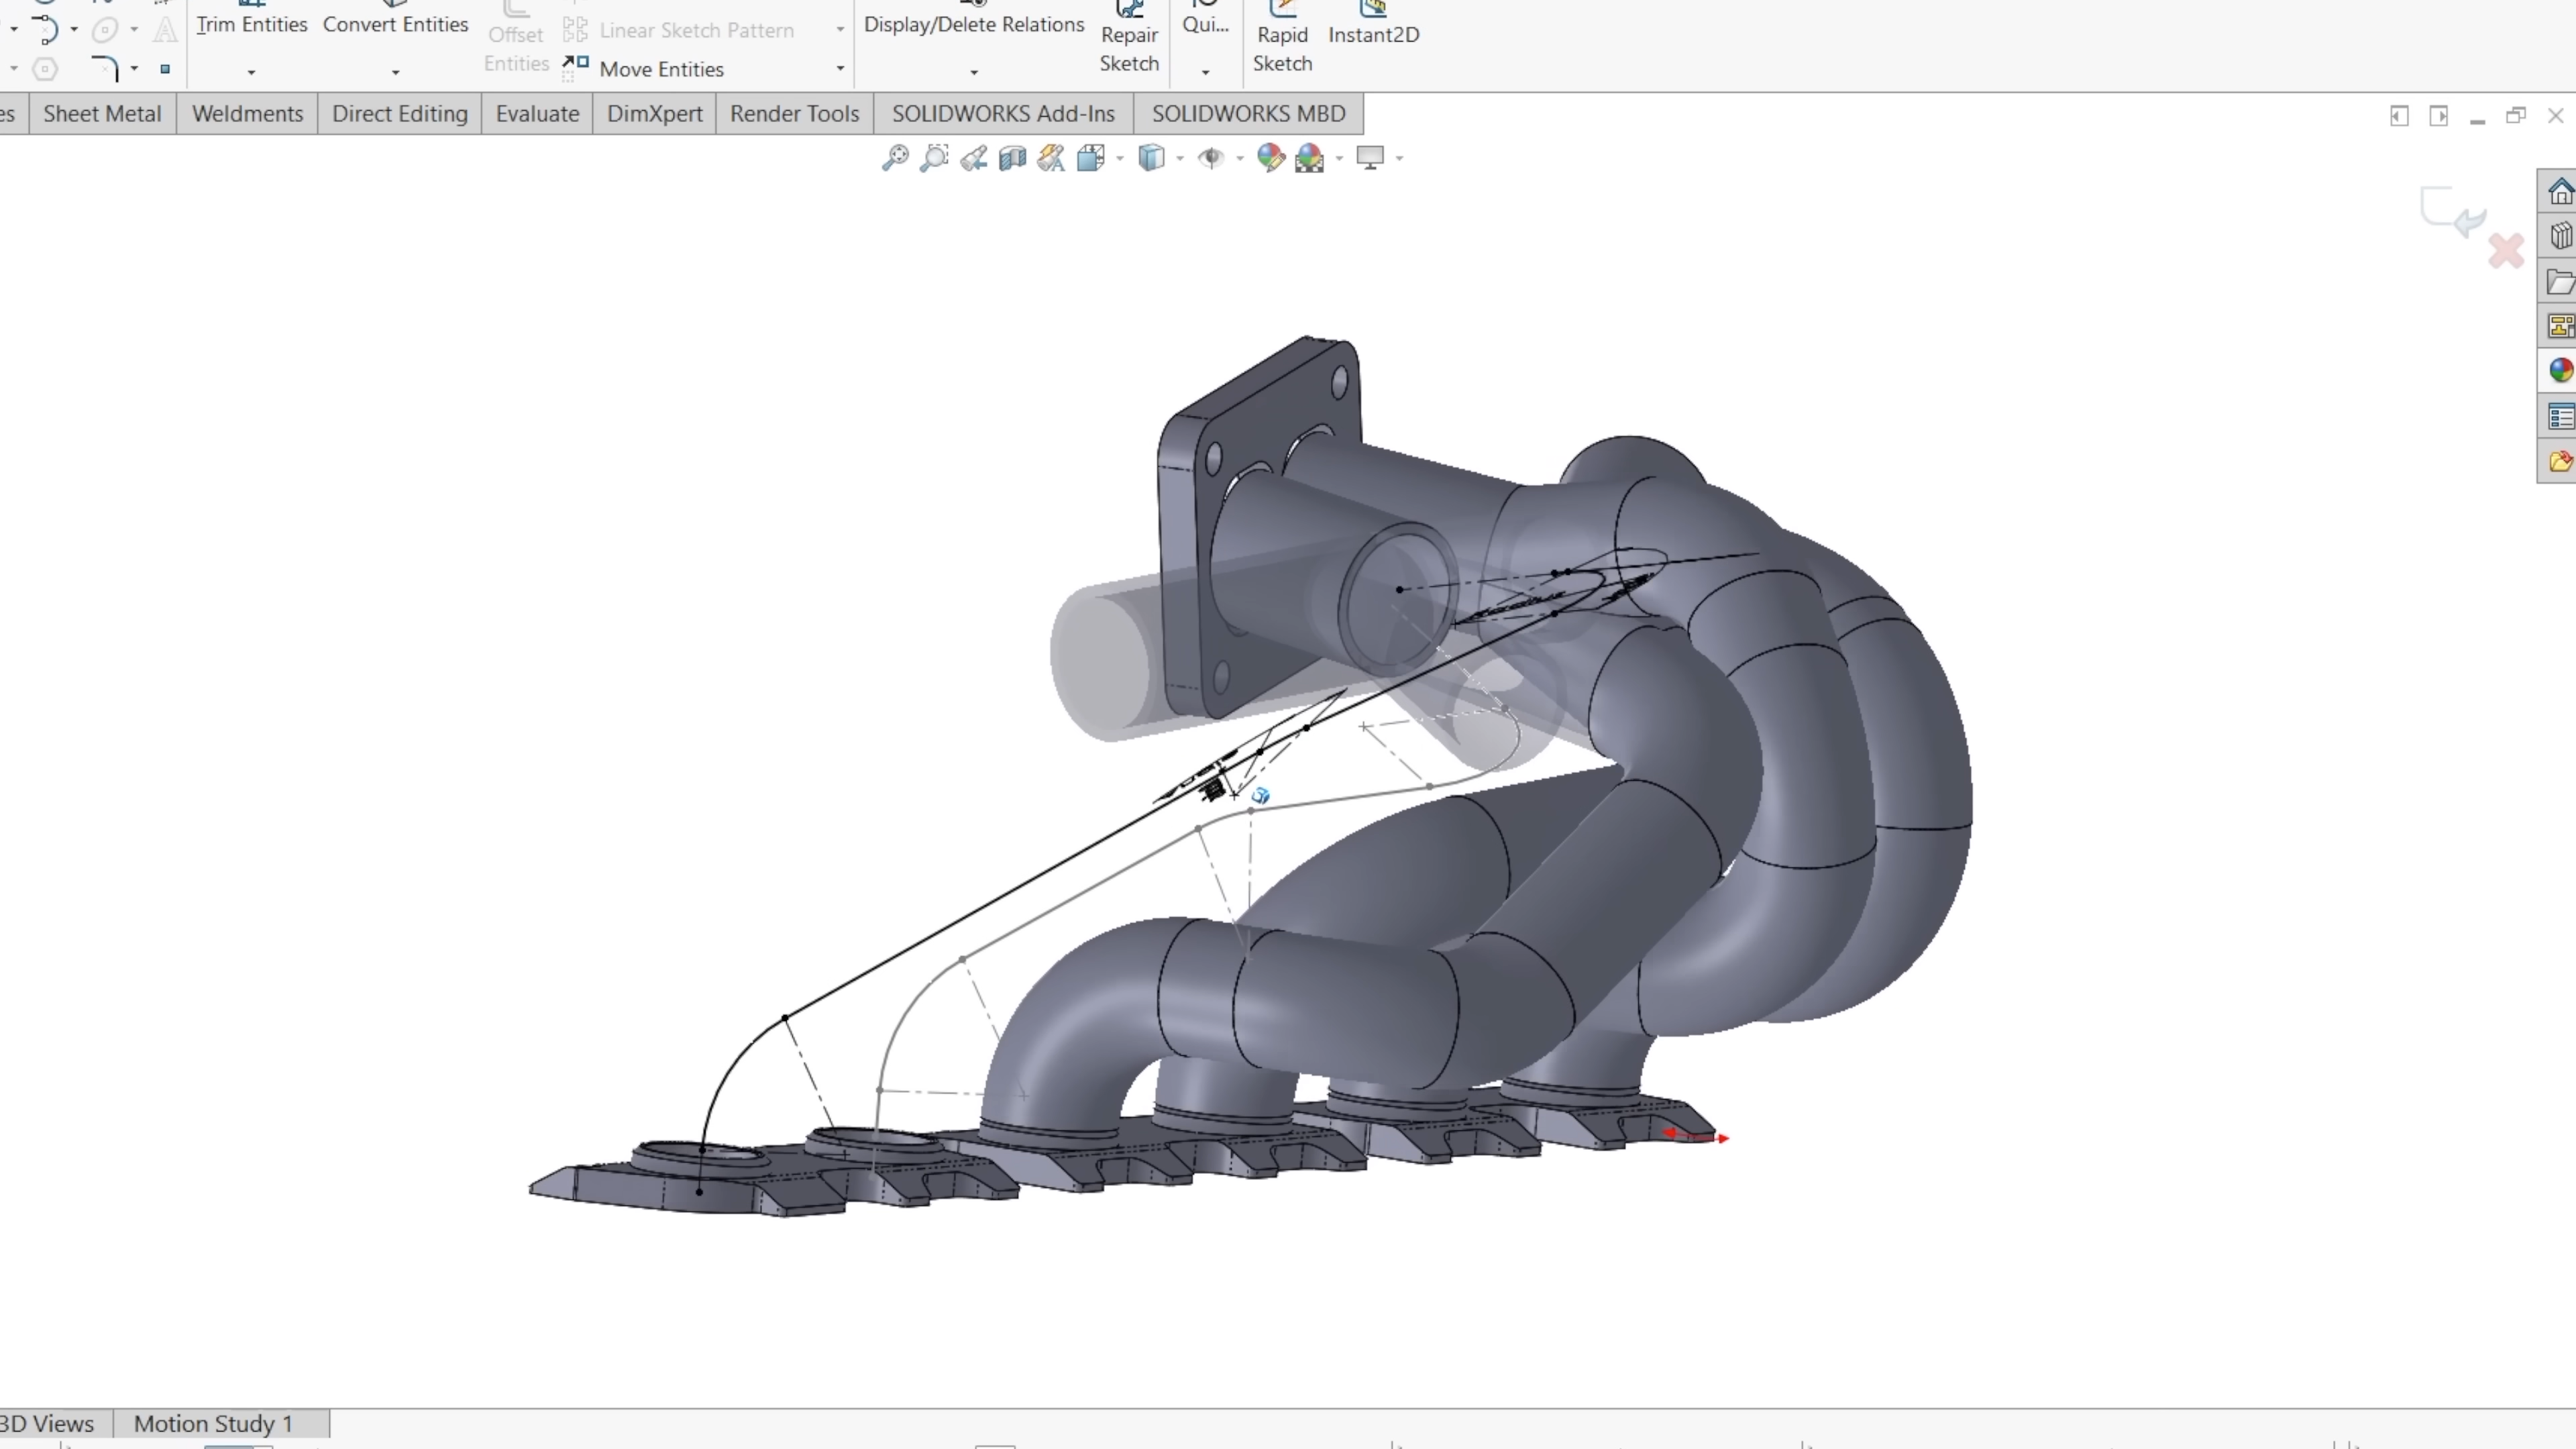 Trim Entities
Convert Entities
Offset
Entities
Linear Sketch Pattern
Move Entities
Display/Delete Relations
Repair
Sketch
Qui...
Rapid
Sketch
Instant2D
es
Sheet Metal
Weldments
Direct Editing
Evaluate
DimXpert
Render Tools
SOLIDWORKS Add-Ins
SOLIDWORKS MBD
3D Views
Motion Study 1